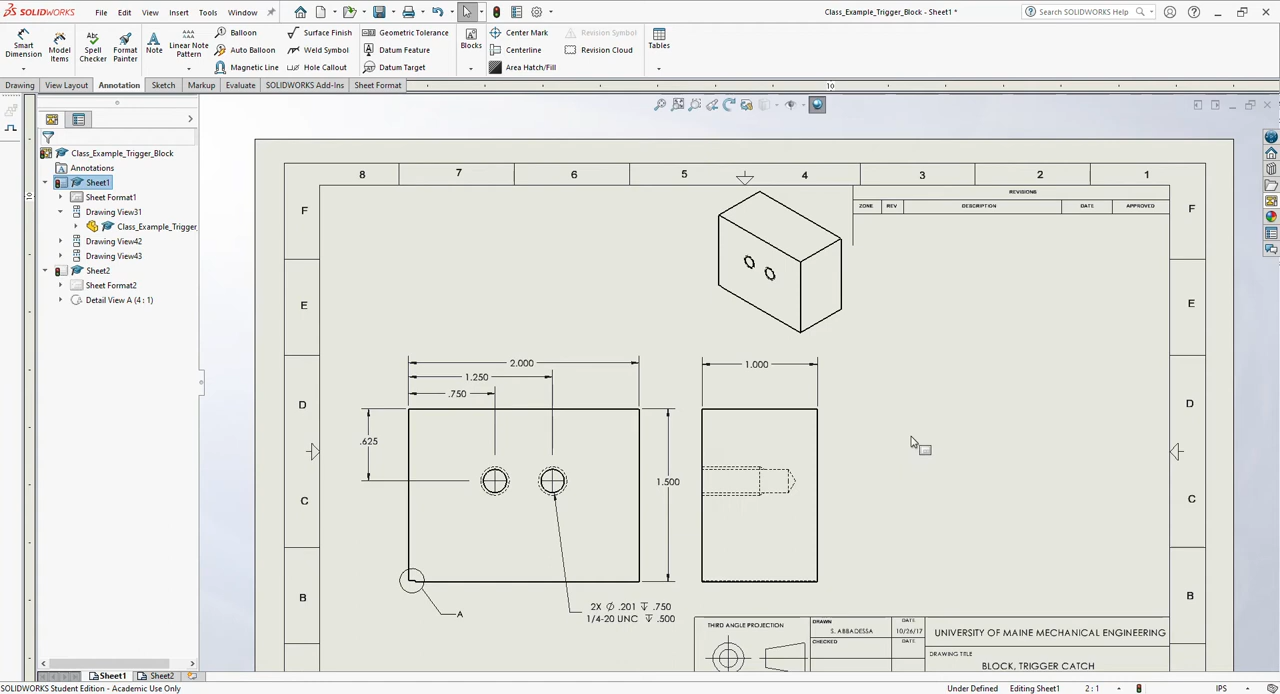 SOLIDWORKS File Edit View Insert Tools Window Class_Example_Trigger_Block - Sheet1 * Search SOLIDWORKS Help
Smart Dimension
Model Items
Spell Checker
Format Painter
Note
Linear Note Pattern
Balloon
Auto Balloon
Magnetic Line
Surface Finish
Weld Symbol
Hole Callout
Geometric Tolerance
Datum Feature
Datum Target
Blocks
Center Mark
Centerline
Area Hatch/Fill
Revision Symbol
Revision Cloud
Tables
Drawing View Layout Annotation Sketch Markup Evaluate SOLIDWORKS Add-Ins Sheet Format
10
10
Class_Example_Trigger_Block
Annotations
Sheet1
Sheet Format1
Drawing View31
Class_Example_Trigger_
Drawing View42
Drawing View43
Sheet2
Sheet Format2
Detail View A (4 : 1)
8 7 6 5 4 3 2 1
REVISIONS
ZONE REV DESCRIPTION DATE APPROVED
F F
E E
D D
C C
B B
2.000
1.250
.750
1.000
.625
1.500
A
2X Ø .201 ↧ .750
1/4-20 UNC ↧ .500
THIRD ANGLE PROJECTION
DRAWN DATE
S. ABBADESSA 10/26/17
CHECKED DATE
UNIVERSITY OF MAINE MECHANICAL ENGINEERING
DRAWING TITLE
BLOCK, TRIGGER CATCH
Sheet1 Sheet2
SOLIDWORKS Student Edition - Academic Use Only Under Defined Editing Sheet1 2 : 1 IPS